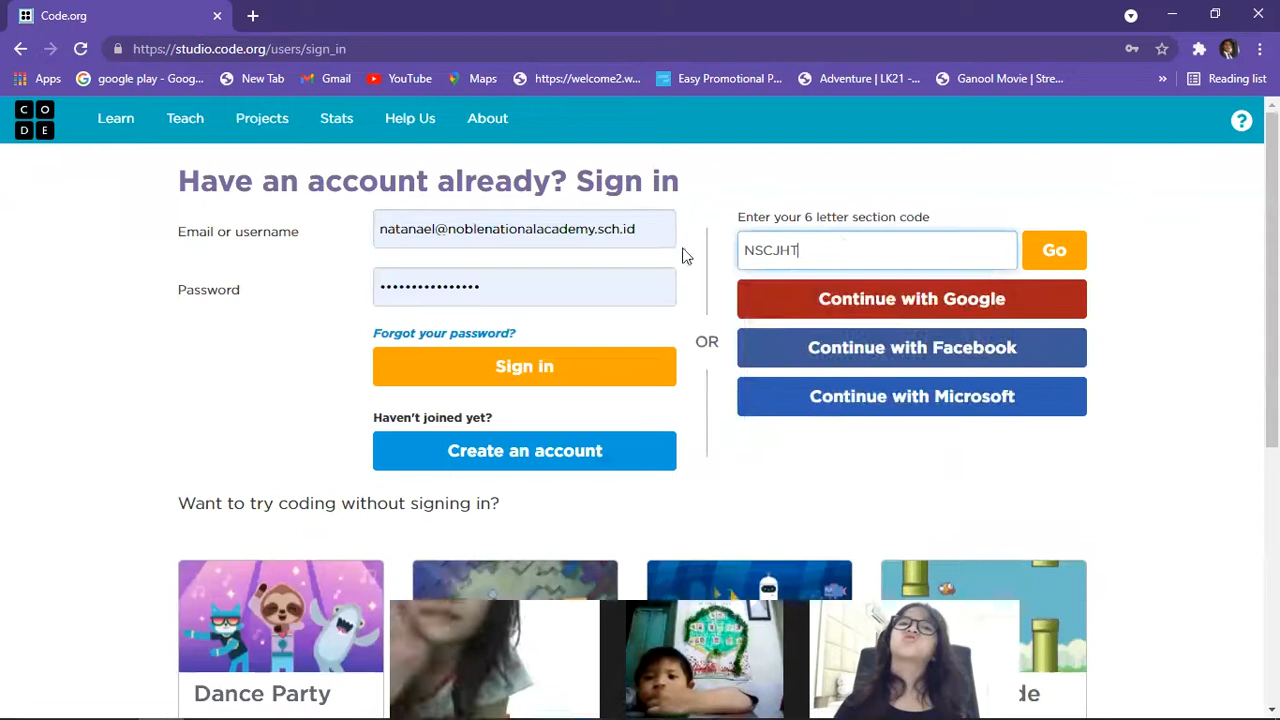 Code.org
https://studio.code.org/users/sign_in
Apps
google play - Goog...
New Tab
Gmail
YouTube
Maps
https://welcome2.w...
Easy Promotional P...
Adventure | LK21 -...
Ganool Movie | Stre...
»
Reading list
C O
D E
Learn
Teach
Projects
Stats
Help Us
About
?
Have an account already? Sign in
Email or username
natanael@noblenationalacademy.sch.id
Password
••••••••••••••••
Forgot your password?
Sign in
Haven't joined yet?
Create an account
OR
Enter your 6 letter section code
NSCJHT
Go
Continue with Google
Continue with Facebook
Continue with Microsoft
Want to try coding without signing in?
Dance Party
de